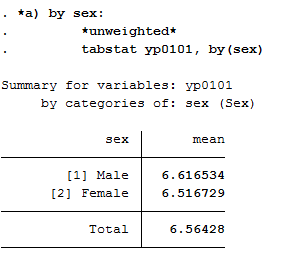 . *a) by sex:
. *unweighted*
. tabstat yp0101, by(sex)
Summary for variables: yp0101
by categories of: sex (Sex)
sex | mean
[1] Male | 6.616534
[2] Female | 6.516729
Total | 6.56428